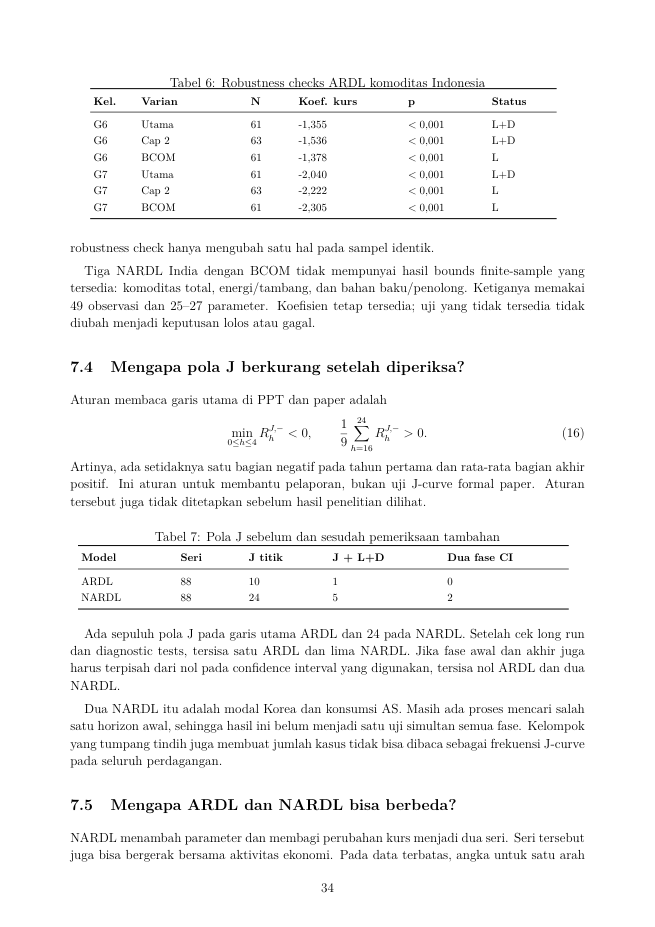 Tabel 6: Robustness checks ARDL komoditas Indonesia
Kel. Varian N Koef. kurs p Status
G6 Utama 61 -1,355 < 0,001 L+D
G6 Cap 2 63 -1,536 < 0,001 L+D
G6 BCOM 61 -1,378 < 0,001 L
G7 Utama 61 -2,040 < 0,001 L+D
G7 Cap 2 63 -2,222 < 0,001 L
G7 BCOM 61 -2,305 < 0,001 L
robustness check hanya mengubah satu hal pada sampel identik.
Tiga NARDL India dengan BCOM tidak mempunyai hasil bounds finite-sample yang
tersedia: komoditas total, energi/tambang, dan bahan baku/penolong. Ketiganya memakai
49 observasi dan 25–27 parameter. Koefisien tetap tersedia; uji yang tidak tersedia tidak
diubah menjadi keputusan lolos atau gagal.
7.4 Mengapa pola J berkurang setelah diperiksa?
Aturan membaca garis utama di PPT dan paper adalah
min_{0≤h≤4} R_h^{J,−} < 0, 1/9 ∑_{h=16}^{24} R_h^{J,−} > 0. (16)
Artinya, ada setidaknya satu bagian negatif pada tahun pertama dan rata-rata bagian akhir
positif. Ini aturan untuk membantu pelaporan, bukan uji J-curve formal paper. Aturan
tersebut juga tidak ditetapkan sebelum hasil penelitian dilihat.
Tabel 7: Pola J sebelum dan sesudah pemeriksaan tambahan
Model Seri J titik J + L+D Dua fase CI
ARDL 88 10 1 0
NARDL 88 24 5 2
Ada sepuluh pola J pada garis utama ARDL dan 24 pada NARDL. Setelah cek long run
dan diagnostic tests, tersisa satu ARDL dan lima NARDL. Jika fase awal dan akhir juga
harus terpisah dari nol pada confidence interval yang digunakan, tersisa nol ARDL dan dua
NARDL.
Dua NARDL itu adalah modal Korea dan konsumsi AS. Masih ada proses mencari salah
satu horizon awal, sehingga hasil ini belum menjadi satu uji simultan semua fase. Kelompok
yang tumpang tindih juga membuat jumlah kasus tidak bisa dibaca sebagai frekuensi J-curve
pada seluruh perdagangan.
7.5 Mengapa ARDL dan NARDL bisa berbeda?
NARDL menambah parameter dan membagi perubahan kurs menjadi dua seri. Seri tersebut
juga bisa bergerak bersama aktivitas ekonomi. Pada data terbatas, angka untuk satu arah
34